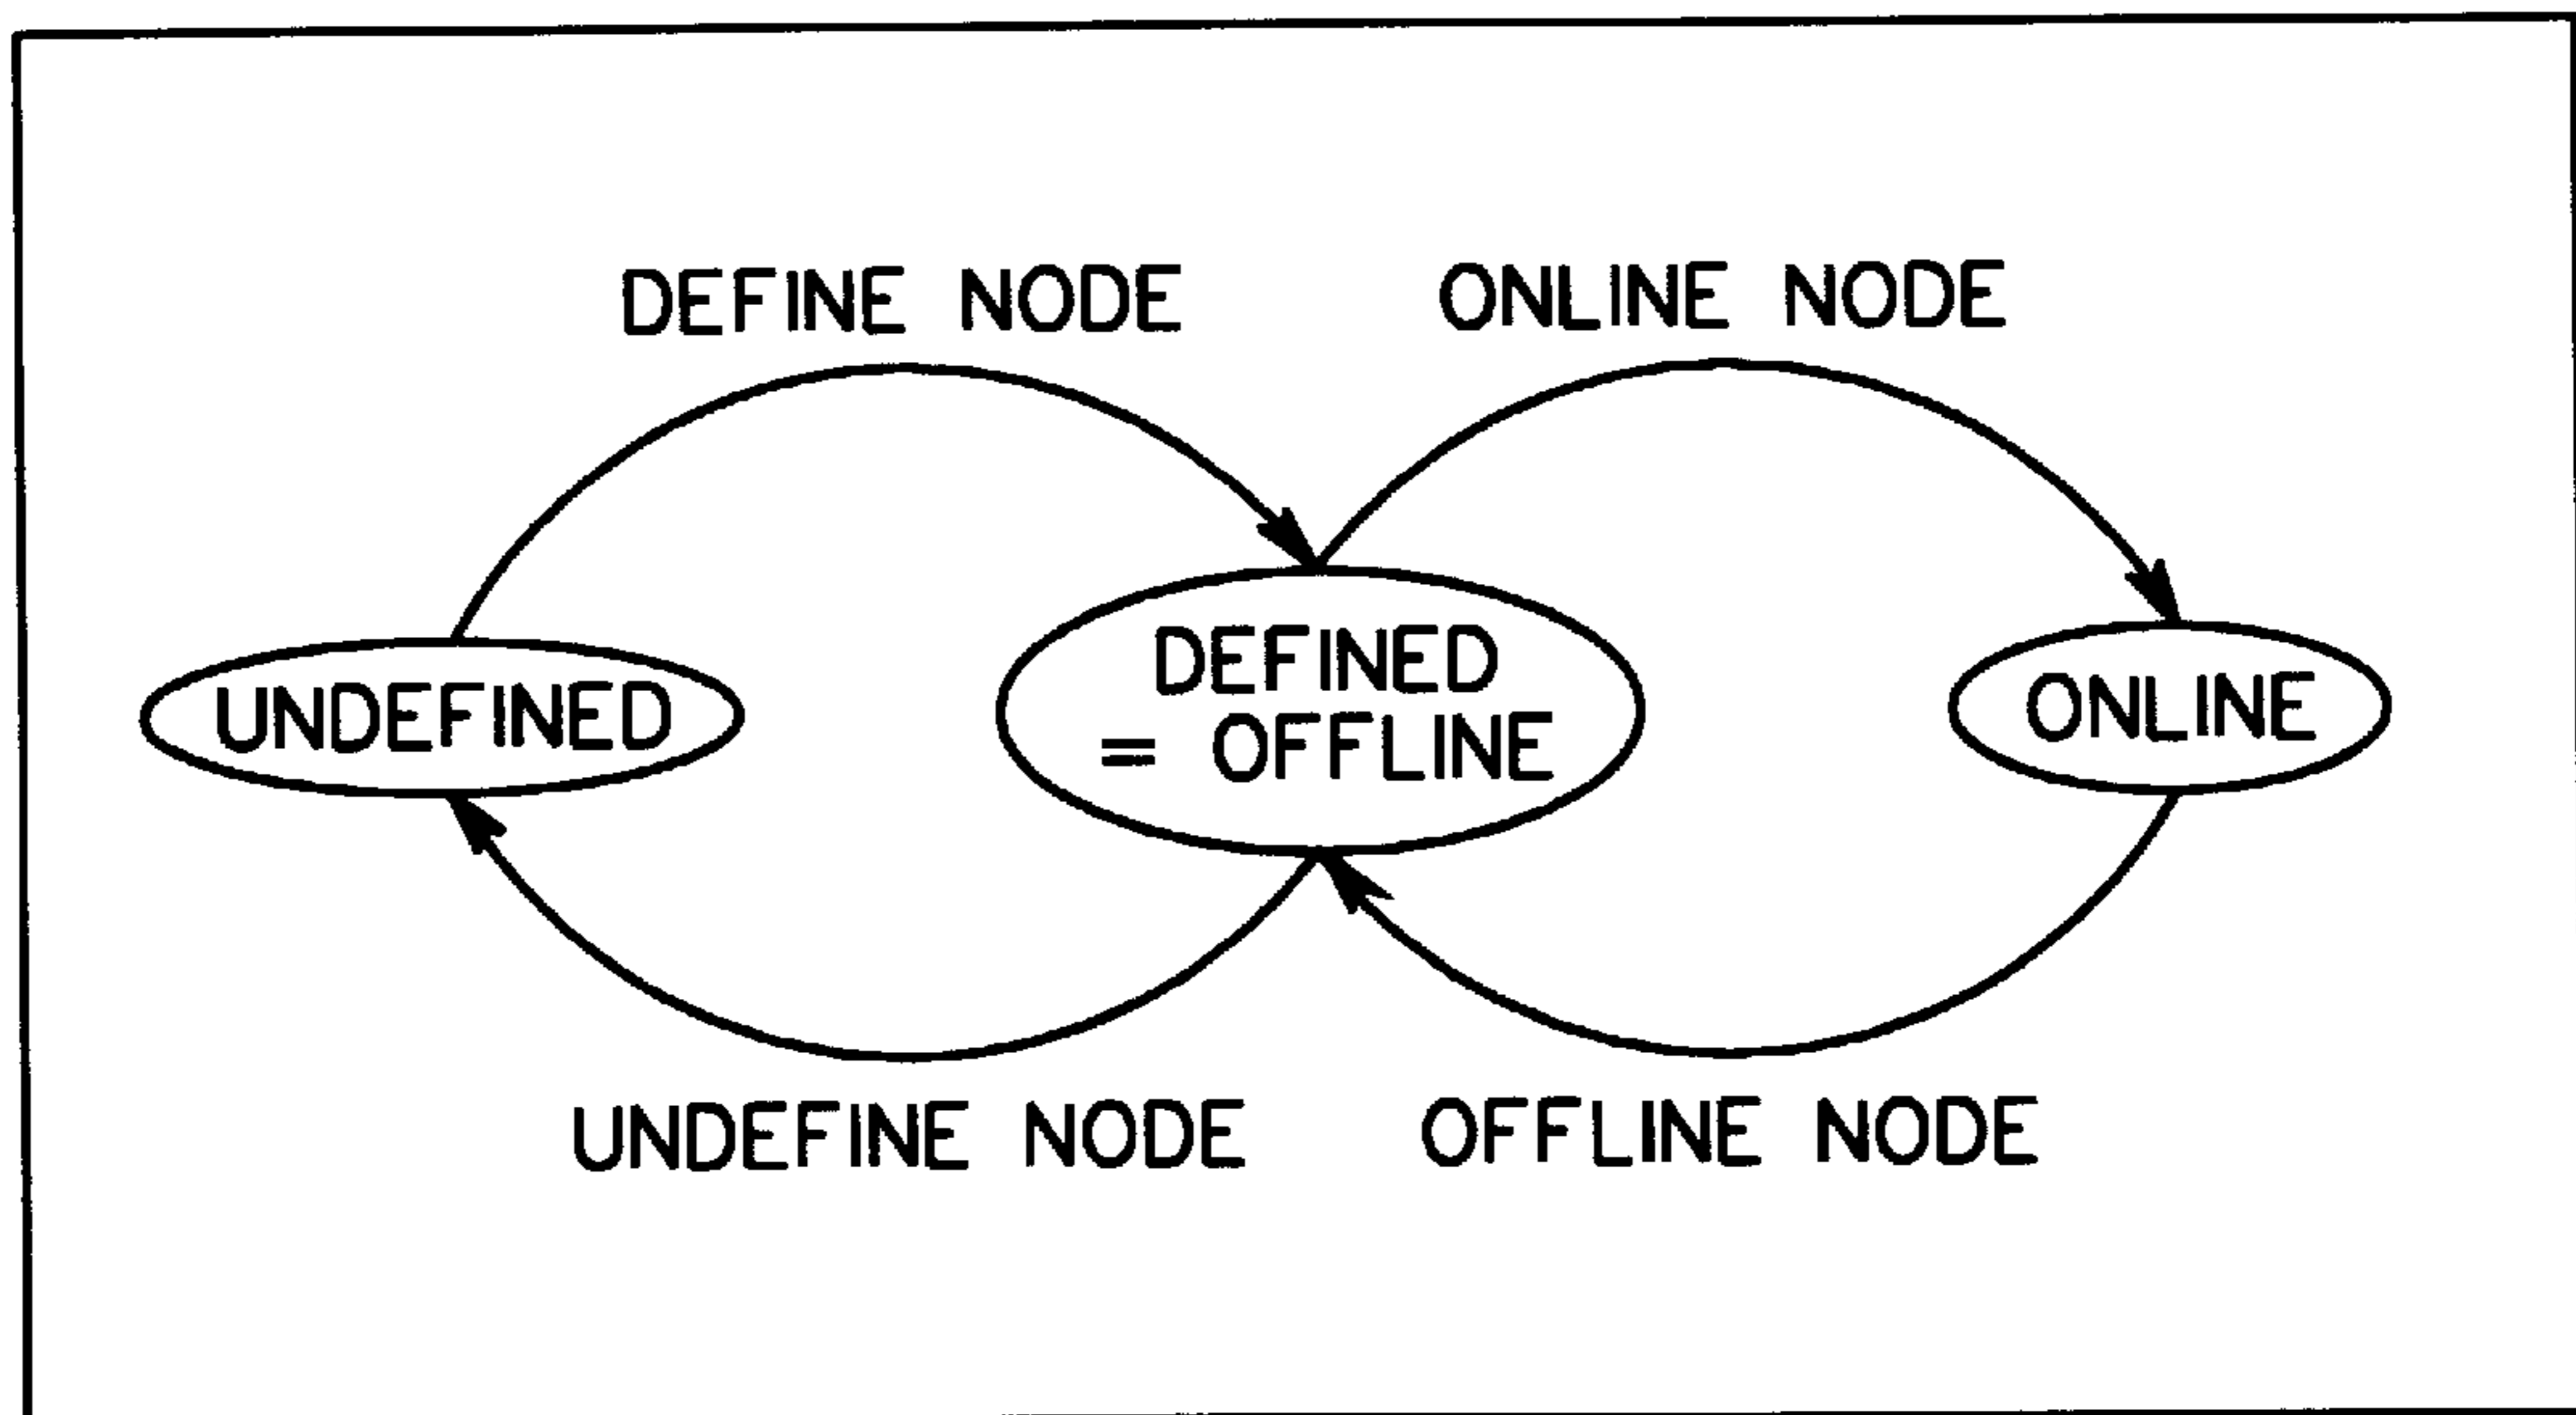 DEFINE NODE
ONLINE NODE
UNDEFINED
DEFINED
= OFFLINE
ONLINE
UNDEFINE NODE
OFFLINE NODE